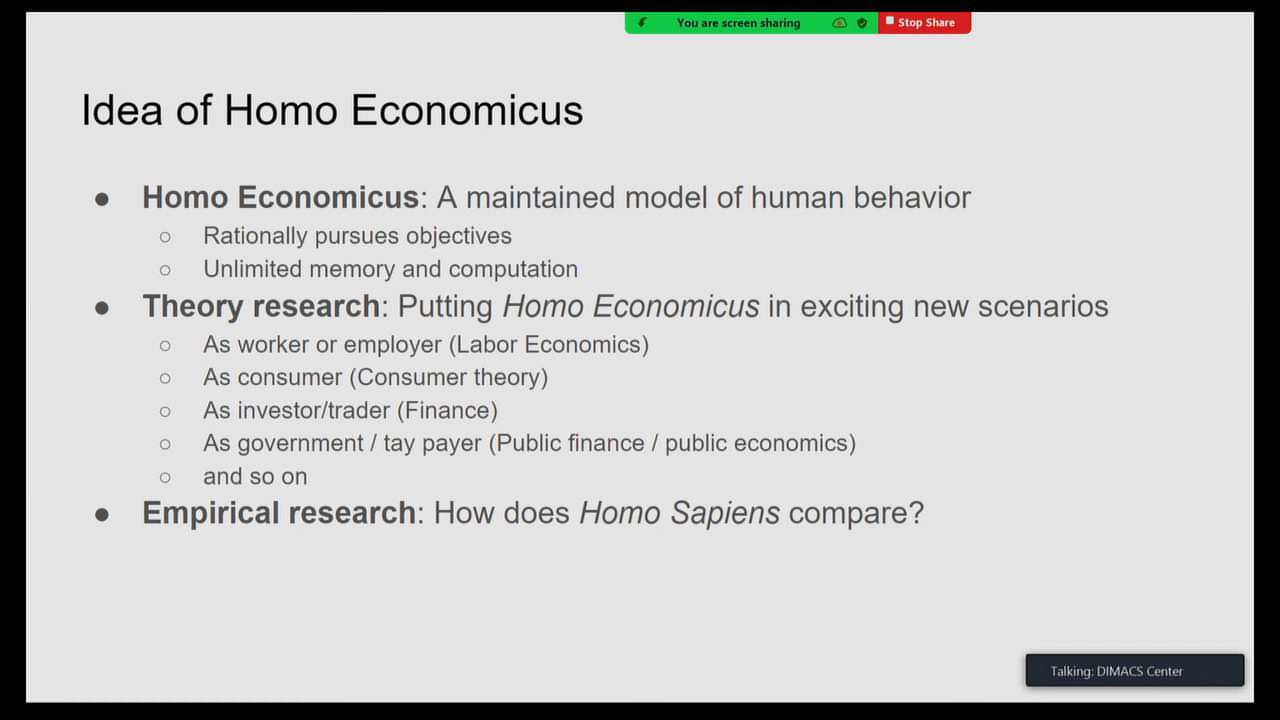 You are screen sharing
Stop Share
Idea of Homo Economicus
● Homo Economicus: A maintained model of human behavior
○ Rationally pursues objectives
○ Unlimited memory and computation
● Theory research: Putting Homo Economicus in exciting new scenarios
○ As worker or employer (Labor Economics)
○ As consumer (Consumer theory)
○ As investor/trader (Finance)
○ As government / tay payer (Public finance / public economics)
○ and so on
● Empirical research: How does Homo Sapiens compare?
Talking: DIMACS Center